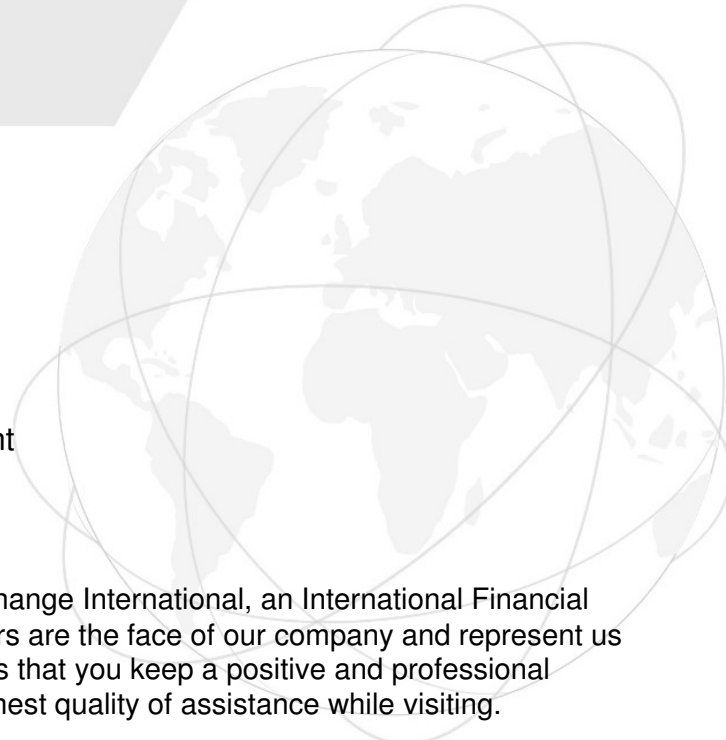 nt
hange International, an International Financial
rs are the face of our company and represent us
s that you keep a positive and professional
hest quality of assistance while visiting.